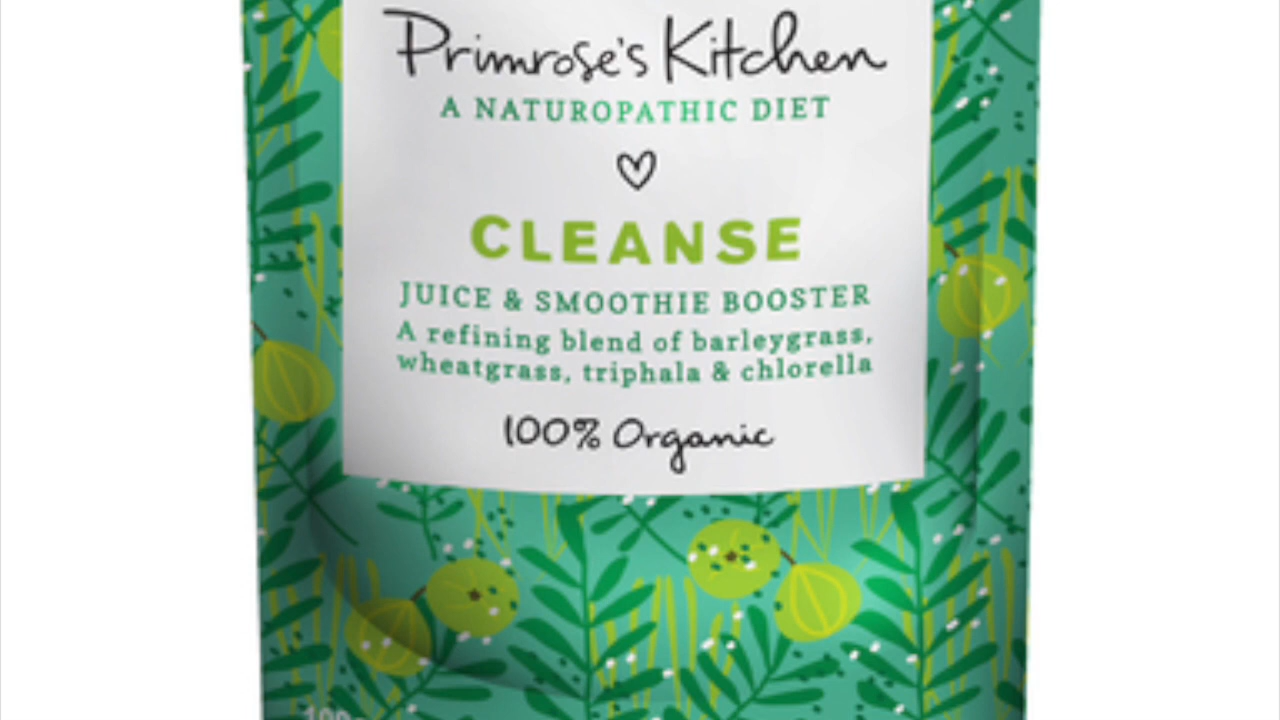 Primrose's Kitchen
A NATUROPATHIC DIET
CLEANSE
JUICE & SMOOTHIE BOOSTER
A refining blend of barleygrass,
wheatgrass, triphala & chlorella
100% Organic